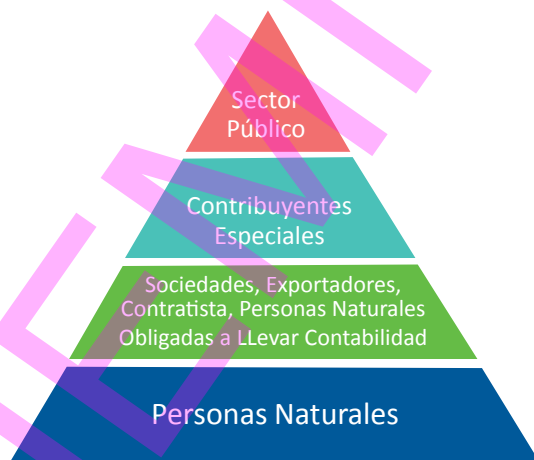 Sector
Público
Contribuyentes
Especiales
Sociedades, Exportadores,
Contratista, Personas Naturales
Obligadas a LLevar Contabilidad
Personas Naturales